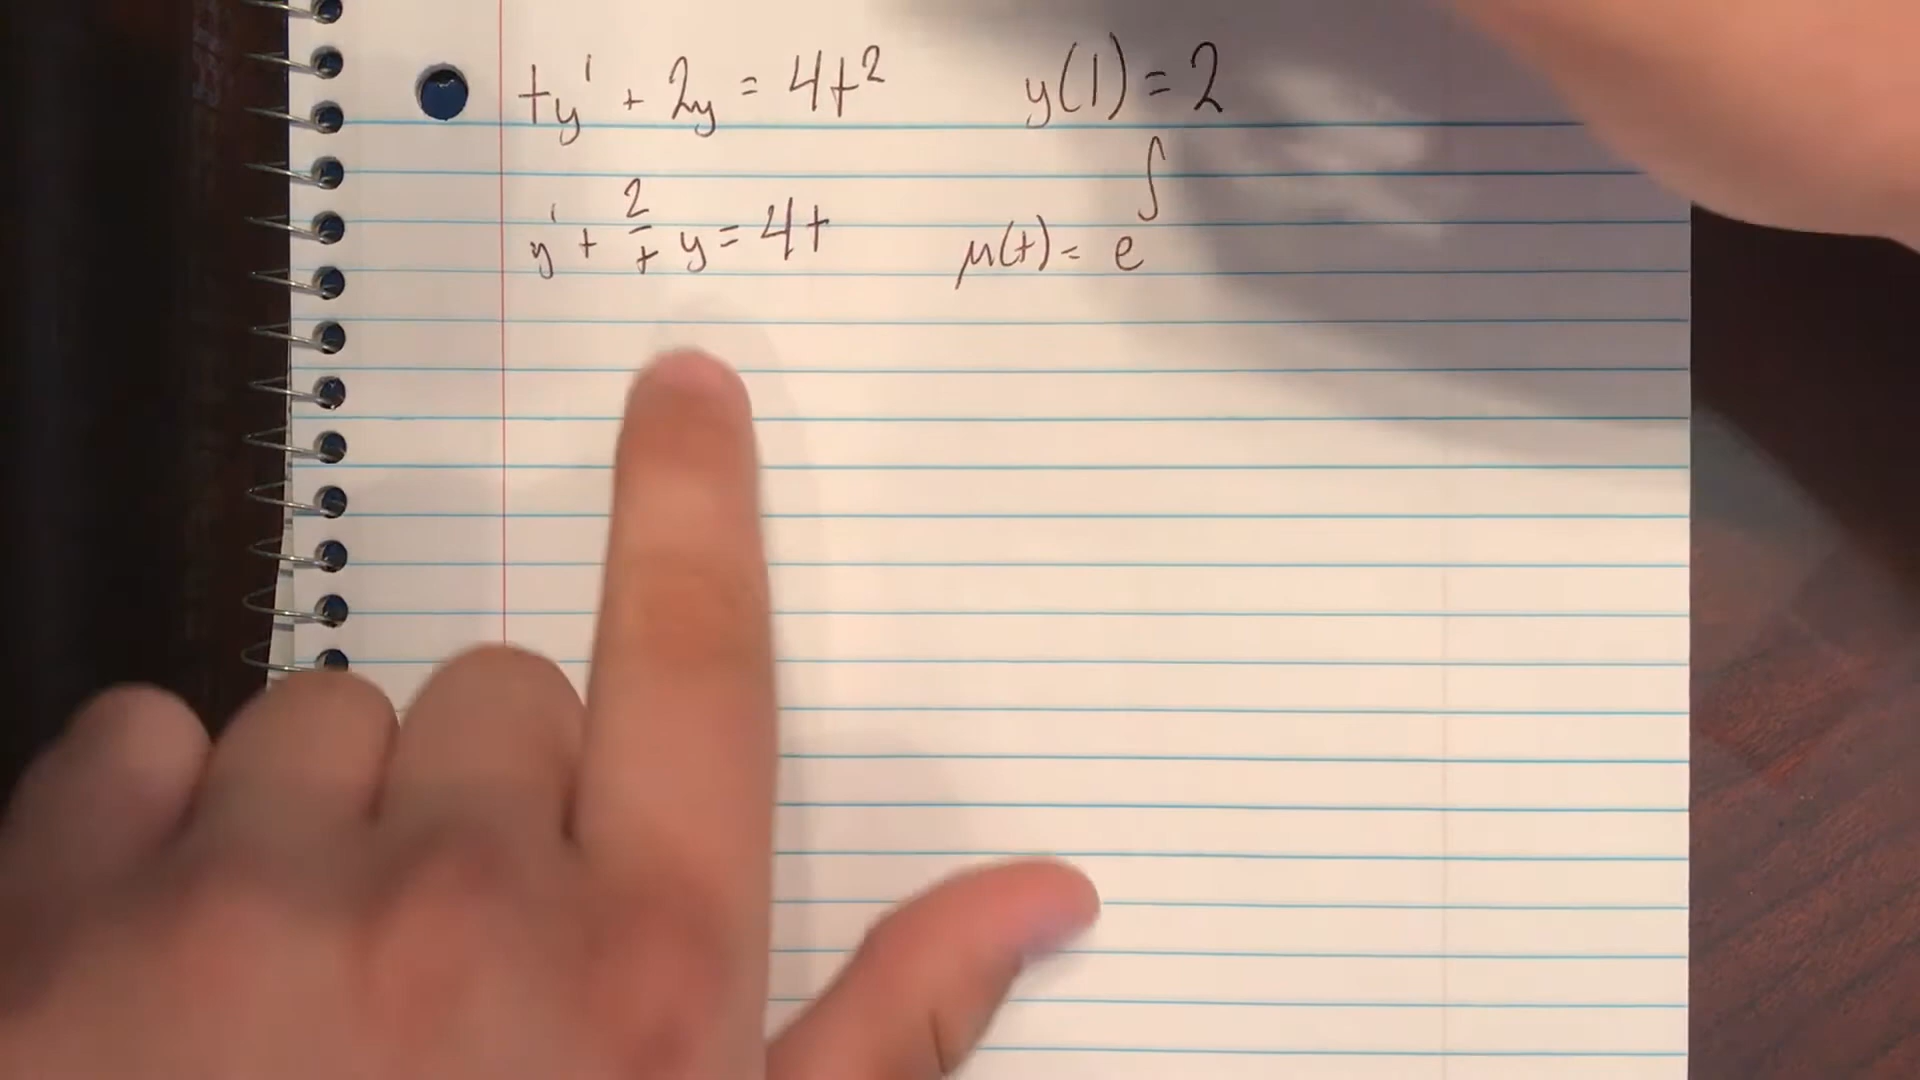 ty' + 2y = 4t² y(1) = 2
y' + 2/t y = 4t μ(t) = e^∫